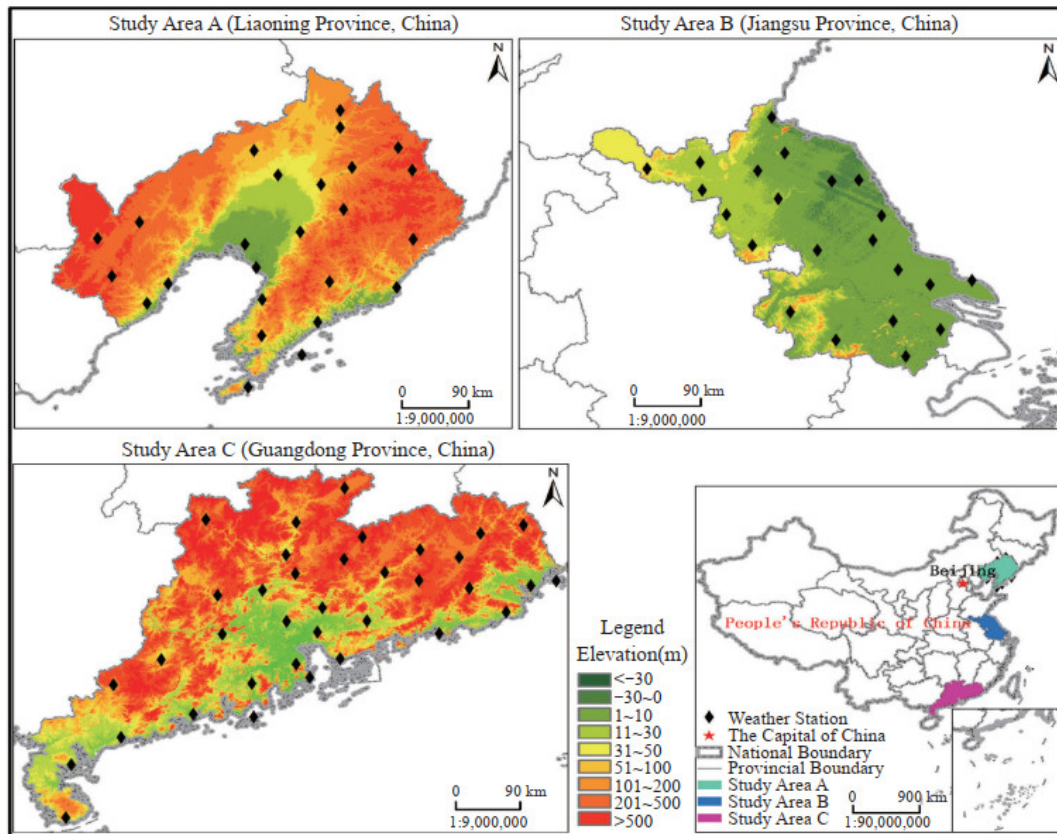 Study Area A (Liaoning Province, China)
N
0 90 km
1:9,000,000
Study Area B (Jiangsu Province, China)
N
0 90 km
1:9,000,000
Study Area C (Guangdong Province, China)
N
0 90 km
1:9,000,000
Legend
Elevation(m)
<−30
−30~0
1~10
11~30
31~50
51~100
101~200
201~500
>500
Beijing
People's Republic of China
Weather Station
The Capital of China
National Boundary
Provincial Boundary
Study Area A
Study Area B
Study Area C
0 900 km
1:90,000,000